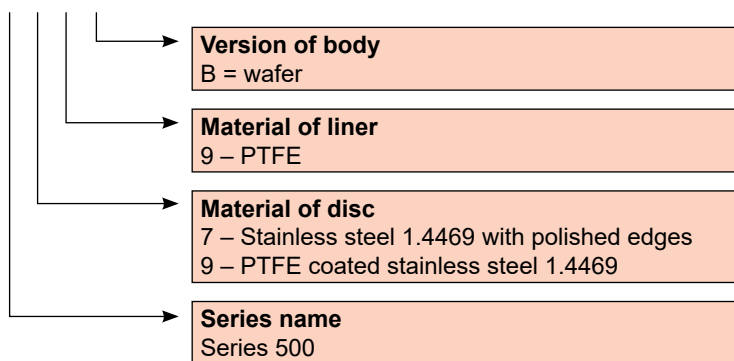 Version of body
B = wafer
Material of liner
9 – PTFE
Material of disc
7 – Stainless steel 1.4469 with polished edges
9 – PTFE coated stainless steel 1.4469
Series name
Series 500